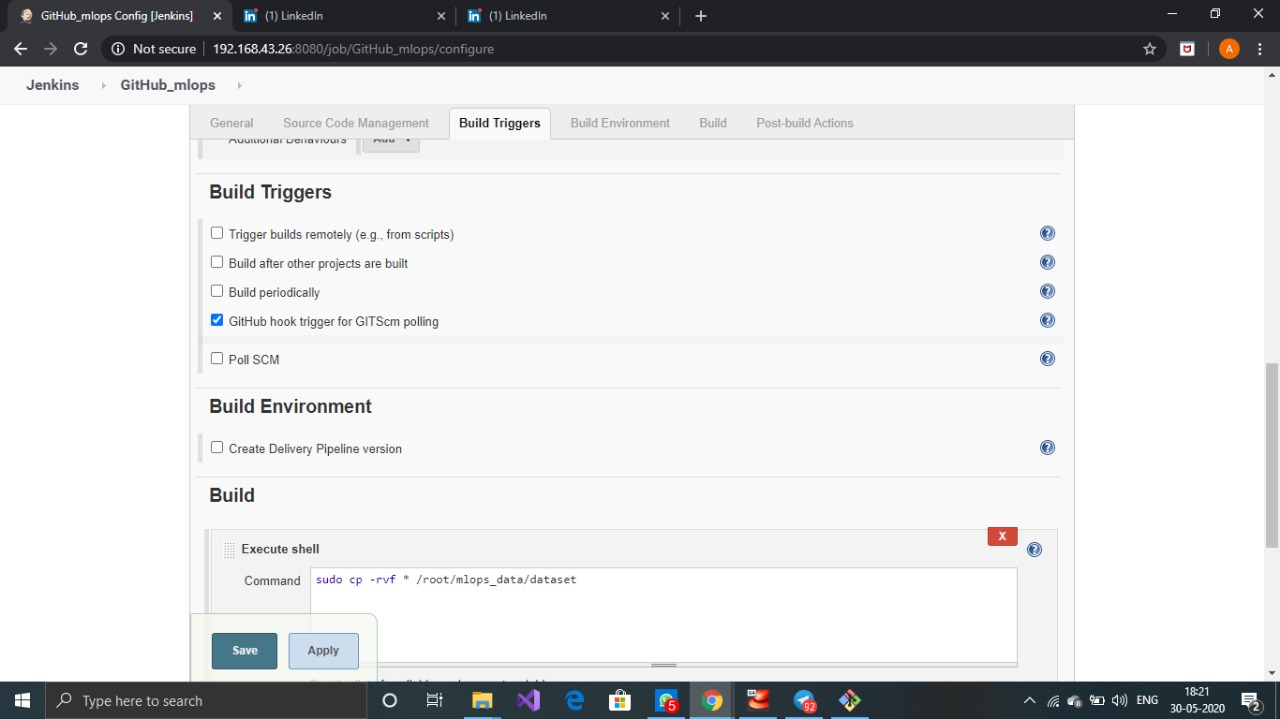 GitHub_mlops Config [Jenkins]
(1) LinkedIn
(1) LinkedIn
Not secure
192.168.43.26:8080/job/GitHub_mlops/configure
A
Jenkins
GitHub_mlops
General
Source Code Management
Build Triggers
Build Environment
Build
Post-build Actions
Additional Behaviours
Add
Build Triggers
Trigger builds remotely (e.g., from scripts)
Build after other projects are built
Build periodically
GitHub hook trigger for GITScm polling
Poll SCM
Build Environment
Create Delivery Pipeline version
Build
X
Execute shell
Command
sudo cp -rvf * /root/mlops_data/dataset
Save
Apply
Type here to search
5
92
ENG
18:21
30-05-2020
2